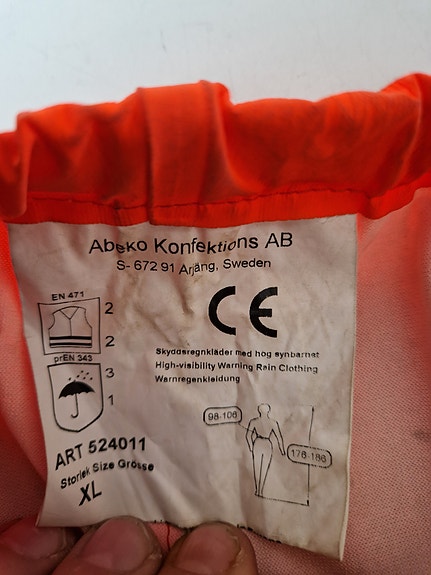 Abeko Konfektions AB
S- 672 91 Årjäng, Sweden
CE
EN 471
2
2
prEN 343
3
1
Skyddsregnkläder med hög synbarhet
High-visibility Warning Rain Clothing
Warnregenkleidung
98-106
176-186
ART 524011
Storlek Size Grösse
XL